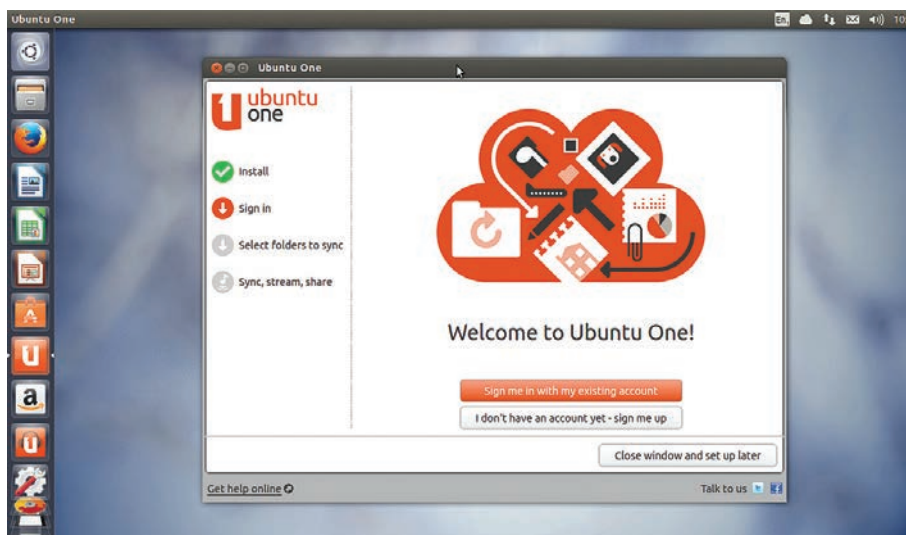 Ubuntu One
En
10
Ubuntu One
ubuntu
one
Install
Sign in
Select folders to sync
Sync, stream, share
Welcome to Ubuntu One!
Sign me in with my existing account
I don't have an account yet - sign me up
Close window and set up later
Get help online
Talk to us